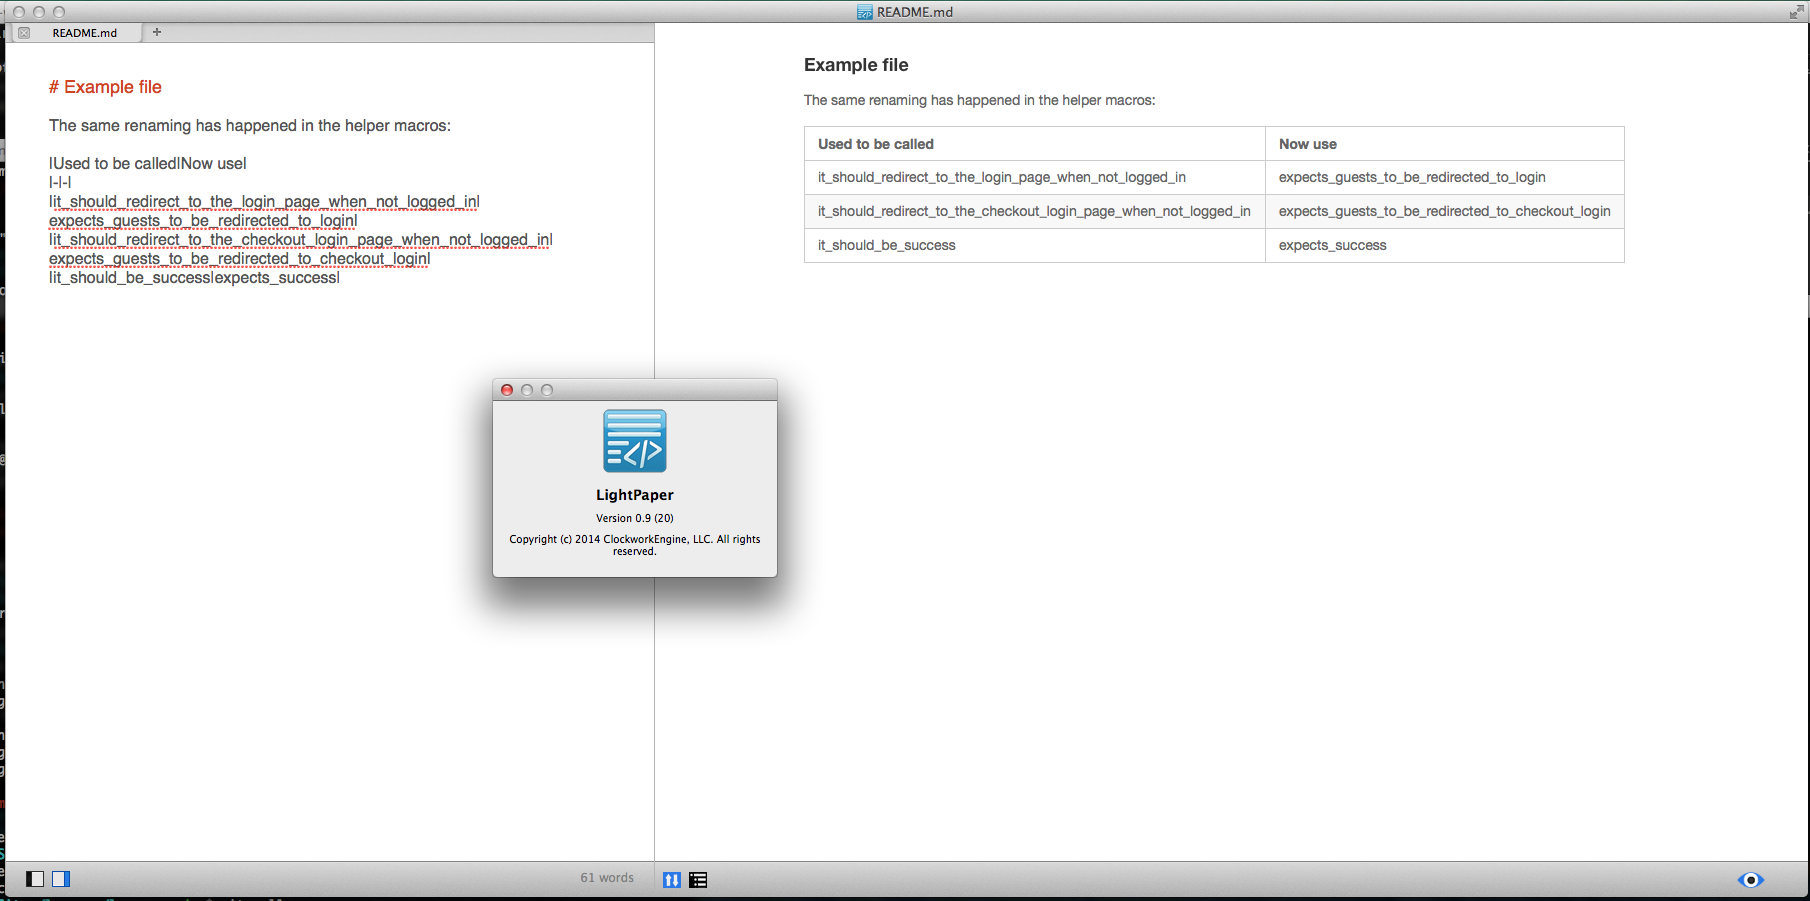 README.md
README.md
# Example file
The same renaming has happened in the helper macros:
|Used to be called|Now use|
|-|-|
|it_should_redirect_to_the_login_page_when_not_logged_in|
expects_guests_to_be_redirected_to_login|
|it_should_redirect_to_the_checkout_login_page_when_not_logged_in|
expects_guests_to_be_redirected_to_checkout_login|
|it_should_be_success|expects_success|
Example file
The same renaming has happened in the helper macros:
Used to be called Now use
it_should_redirect_to_the_login_page_when_not_logged_in expects_guests_to_be_redirected_to_login
it_should_redirect_to_the_checkout_login_page_when_not_logged_in expects_guests_to_be_redirected_to_checkout_login
it_should_be_success expects_success
LightPaper
Version 0.9 (20)
Copyright (c) 2014 ClockworkEngine, LLC. All rights
reserved.
61 words